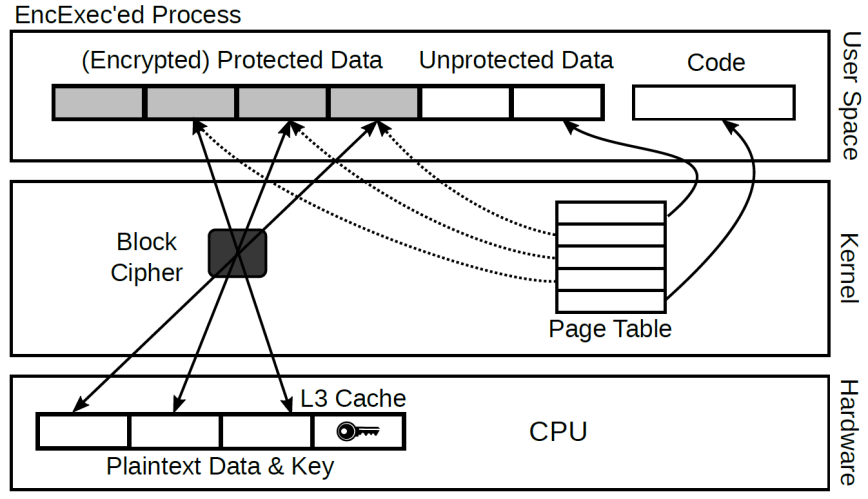 EncExec'ed Process
(Encrypted) Protected Data
Unprotected Data
Code
User Space
Block
Cipher
Page Table
Kernel
L3 Cache
CPU
Plaintext Data & Key
Hardware